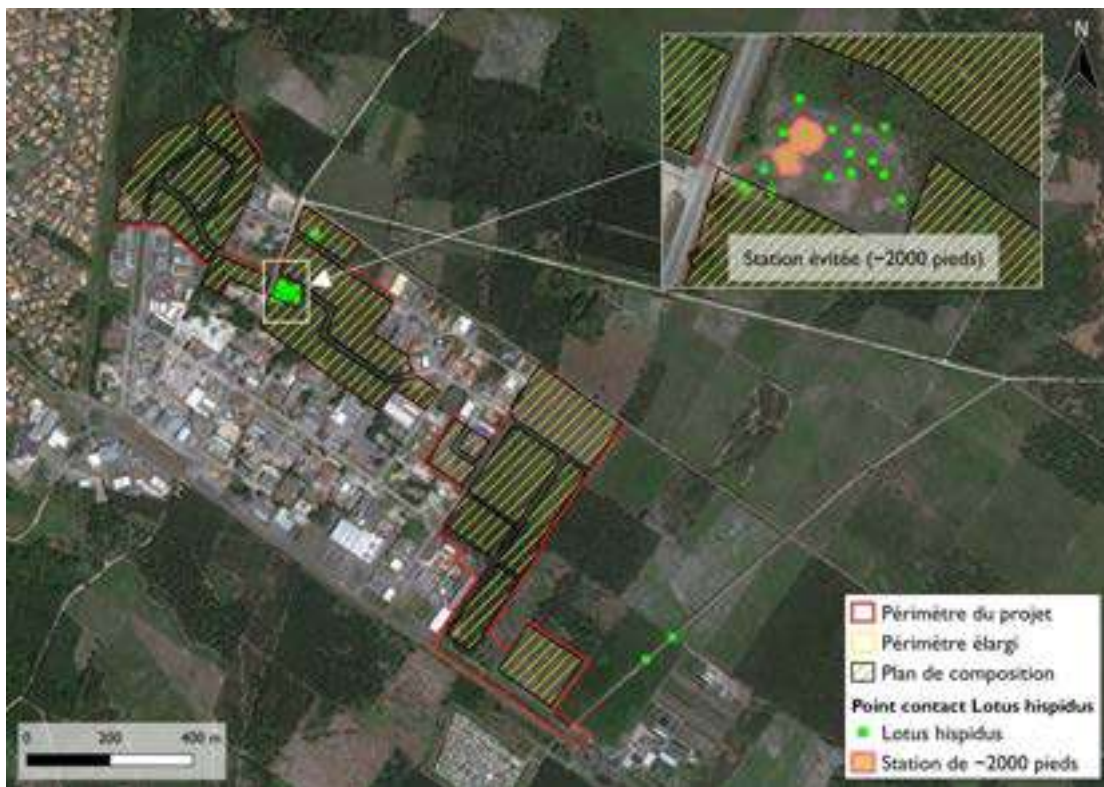 N
Station évitée (~2000 pieds)
Périmètre du projet
Périmètre élargi
Plan de composition
Point contact Lotus hispidus
Lotus hispidus
Station de ~2000 pieds
0 200 400 m